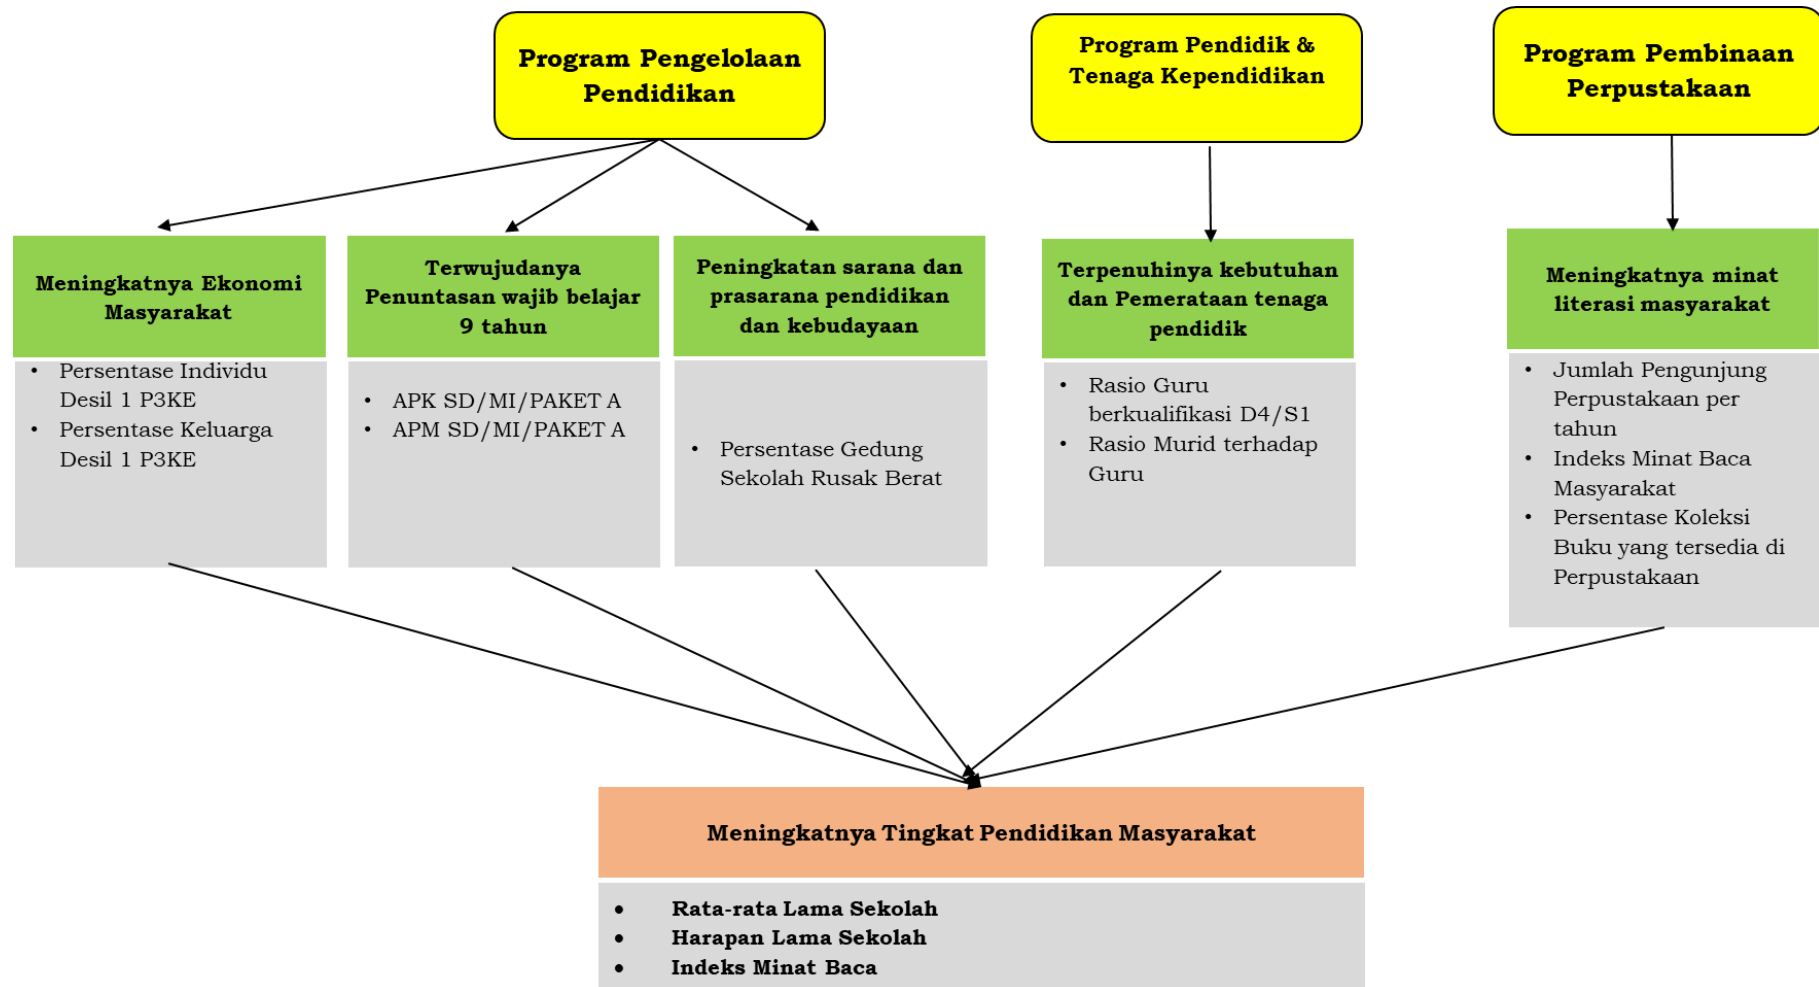 Program Pengelolaan
Pendidikan
Program Pendidik &
Tenaga Kependidikan
Program Pembinaan
Perpustakaan
Meningkatnya Ekonomi
Masyarakat
• Persentase Individu
Desil 1 P3KE
• Persentase Keluarga
Desil 1 P3KE
Terwujudanya
Penuntasan wajib belajar
9 tahun
• APK SD/MI/PAKET A
• APM SD/MI/PAKET A
Peningkatan sarana dan
prasarana pendidikan
dan kebudayaan
• Persentase Gedung
Sekolah Rusak Berat
Terpenuhinya kebutuhan
dan Pemerataan tenaga
pendidik
• Rasio Guru
berkualifikasi D4/S1
• Rasio Murid terhadap
Guru
Meningkatnya minat
literasi masyarakat
• Jumlah Pengunjung
Perpustakaan per
tahun
• Indeks Minat Baca
Masyarakat
• Persentase Koleksi
Buku yang tersedia di
Perpustakaan
Meningkatnya Tingkat Pendidikan Masyarakat
• Rata-rata Lama Sekolah
• Harapan Lama Sekolah
• Indeks Minat Baca